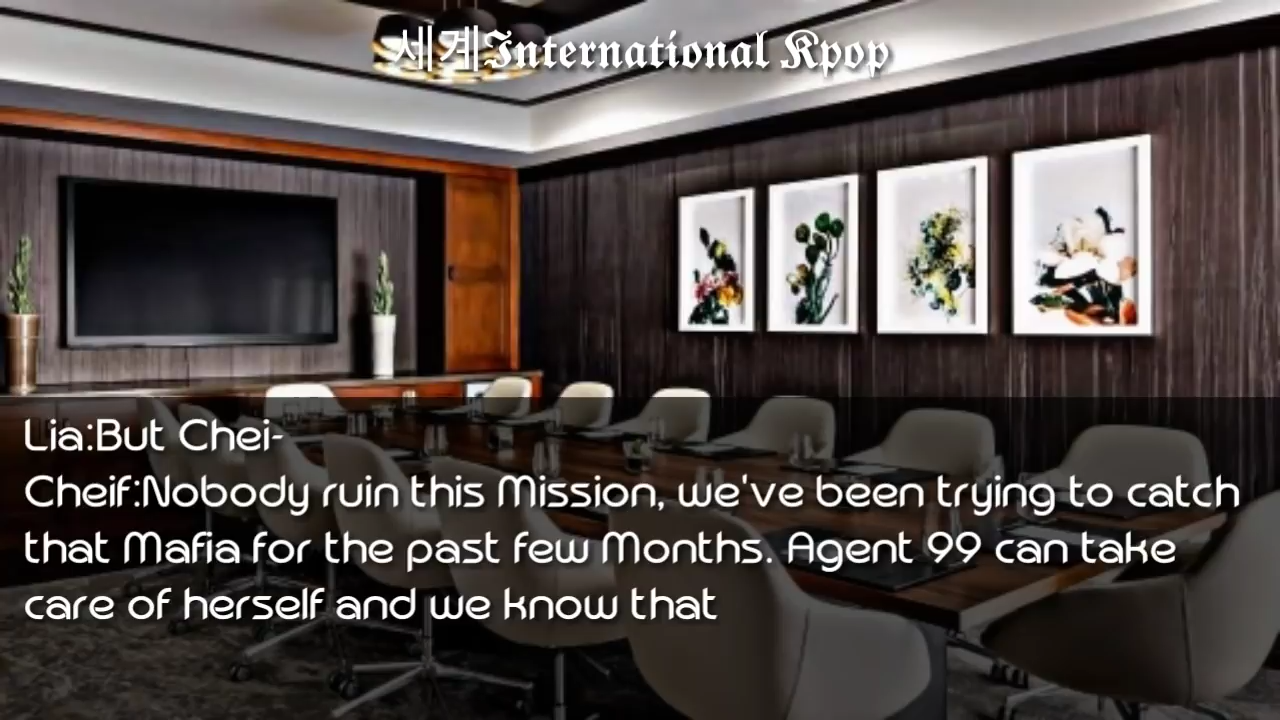 세계International Kpop
Lia:But Chei-
Cheif:Nobody ruin this Mission, we've been trying to catch
that Mafia for the past few Months. Agent 99 can take
care of herself and we know that